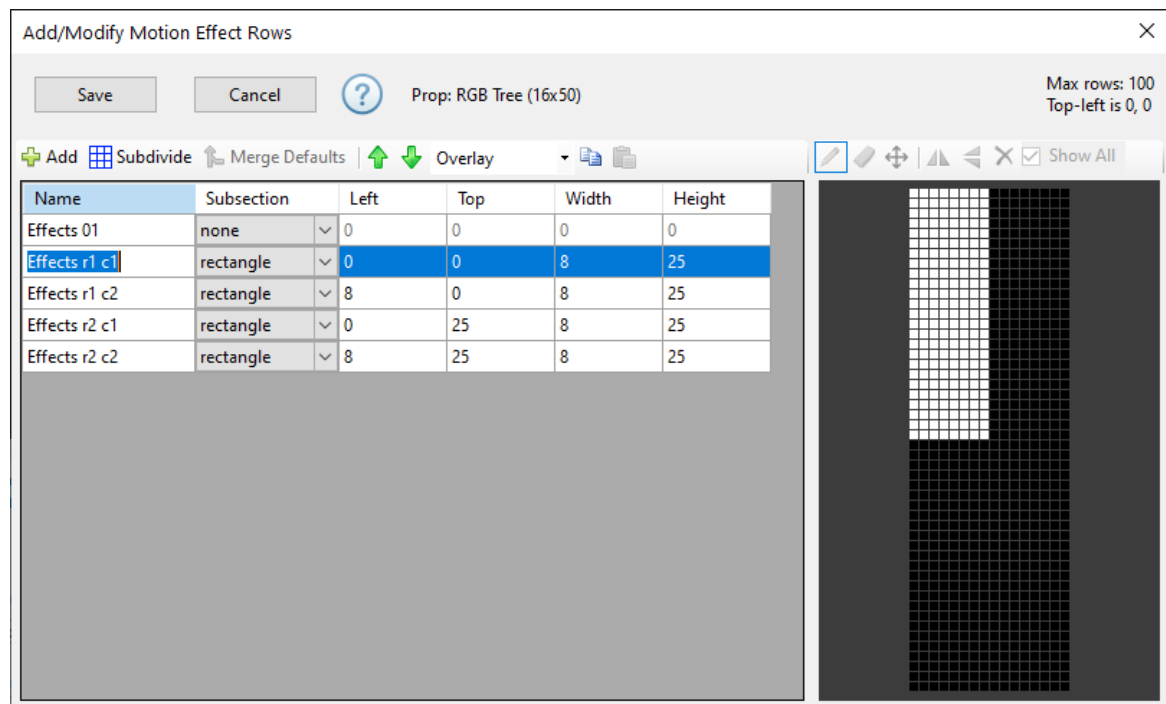 Add/Modify Motion Effect Rows
Save Cancel ? Prop: RGB Tree (16x50) Max rows: 100
Top-left is 0, 0
Add Subdivide Merge Defaults Overlay Show All
Name Subsection Left Top Width Height
Effects 01 none 0 0 0 0
Effects r1 c1 rectangle 0 0 8 25
Effects r1 c2 rectangle 8 0 8 25
Effects r2 c1 rectangle 0 25 8 25
Effects r2 c2 rectangle 8 25 8 25